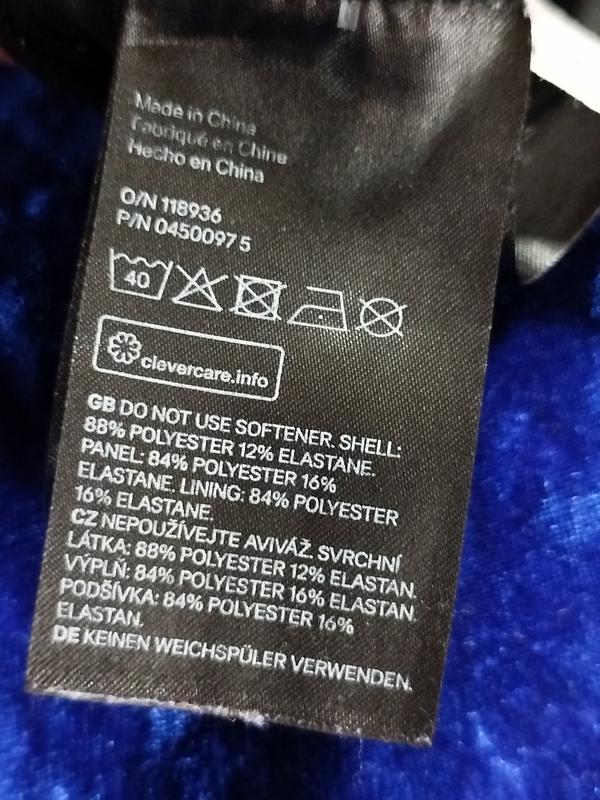 Made in China
Fabriqué en Chine
Hecho en China
O/N 118936
P/N 0450097 5
40
clevercare.info
GB DO NOT USE SOFTENER. SHELL:
88% POLYESTER 12% ELASTANE.
PANEL: 84% POLYESTER 16%
ELASTANE. LINING: 84% POLYESTER
16% ELASTANE.
CZ NEPOUŽÍVEJTE AVIVÁŽ. SVRCHNÍ
LÁTKA: 88% POLYESTER 12% ELASTAN.
VÝPLŇ: 84% POLYESTER 16% ELASTAN.
PODŠÍVKA: 84% POLYESTER 16%
ELASTAN.
DE KEINEN WEICHSPÜLER VERWENDEN.